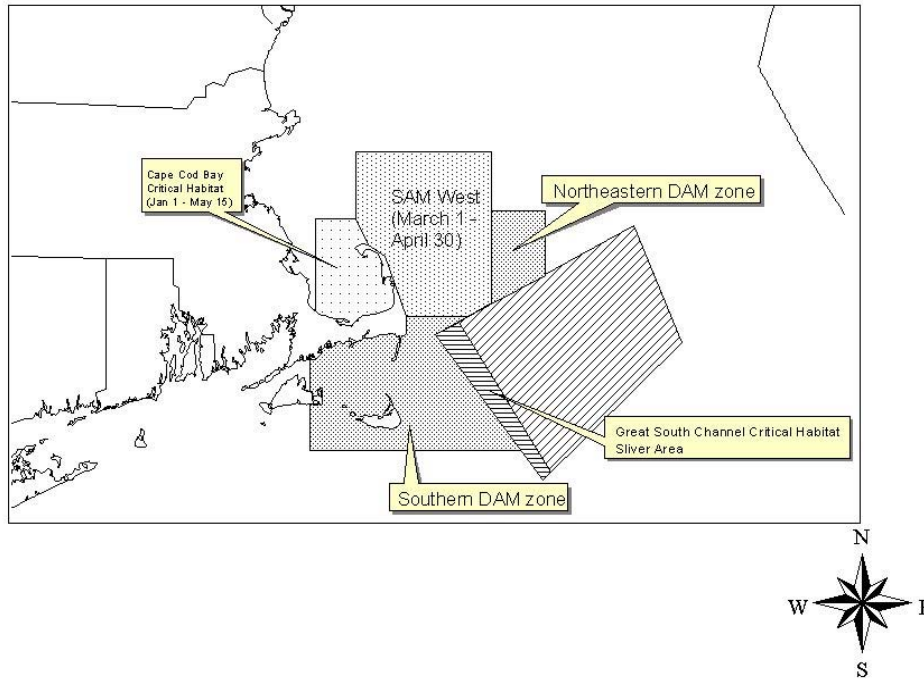 Cape Cod Bay
Critical Habitat
(Jan 1 - May 15)
SAM West
(March 1 -
April 30)
Northeastern DAM zone
Great South Channel Critical Habitat
Sliver Area
Southern DAM zone
N
W
E
S